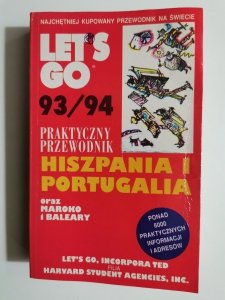 NAJCHĘTNIEJ KUPOWANY PRZEWODNIK NA ŚWIECIE
LET'S
GO
93/94
PRAKTYCZNY
PRZEWODNIK
HISZPANIA I
PORTUGALIA
oraz
MAROKO
i BALEARY
PONAD
5000
PRAKTYCZNYCH
INFORMACJI
I ADRESÓW
LET'S GO, INCORPORATED
FILIA
HARVARD STUDENT AGENCIES, INC.